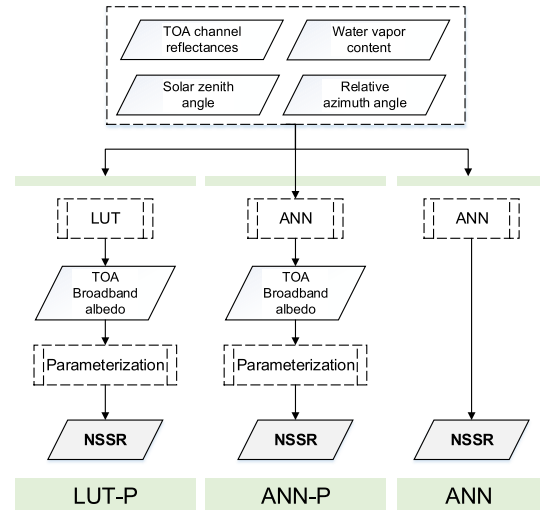 TOA channel
reflectances
Water vapor
content
Solar zenith
angle
Relative
azimuth angle
LUT
ANN
ANN
TOA
Broadband
albedo
TOA
Broadband
albedo
Parameterization
Parameterization
NSSR
NSSR
NSSR
LUT-P
ANN-P
ANN